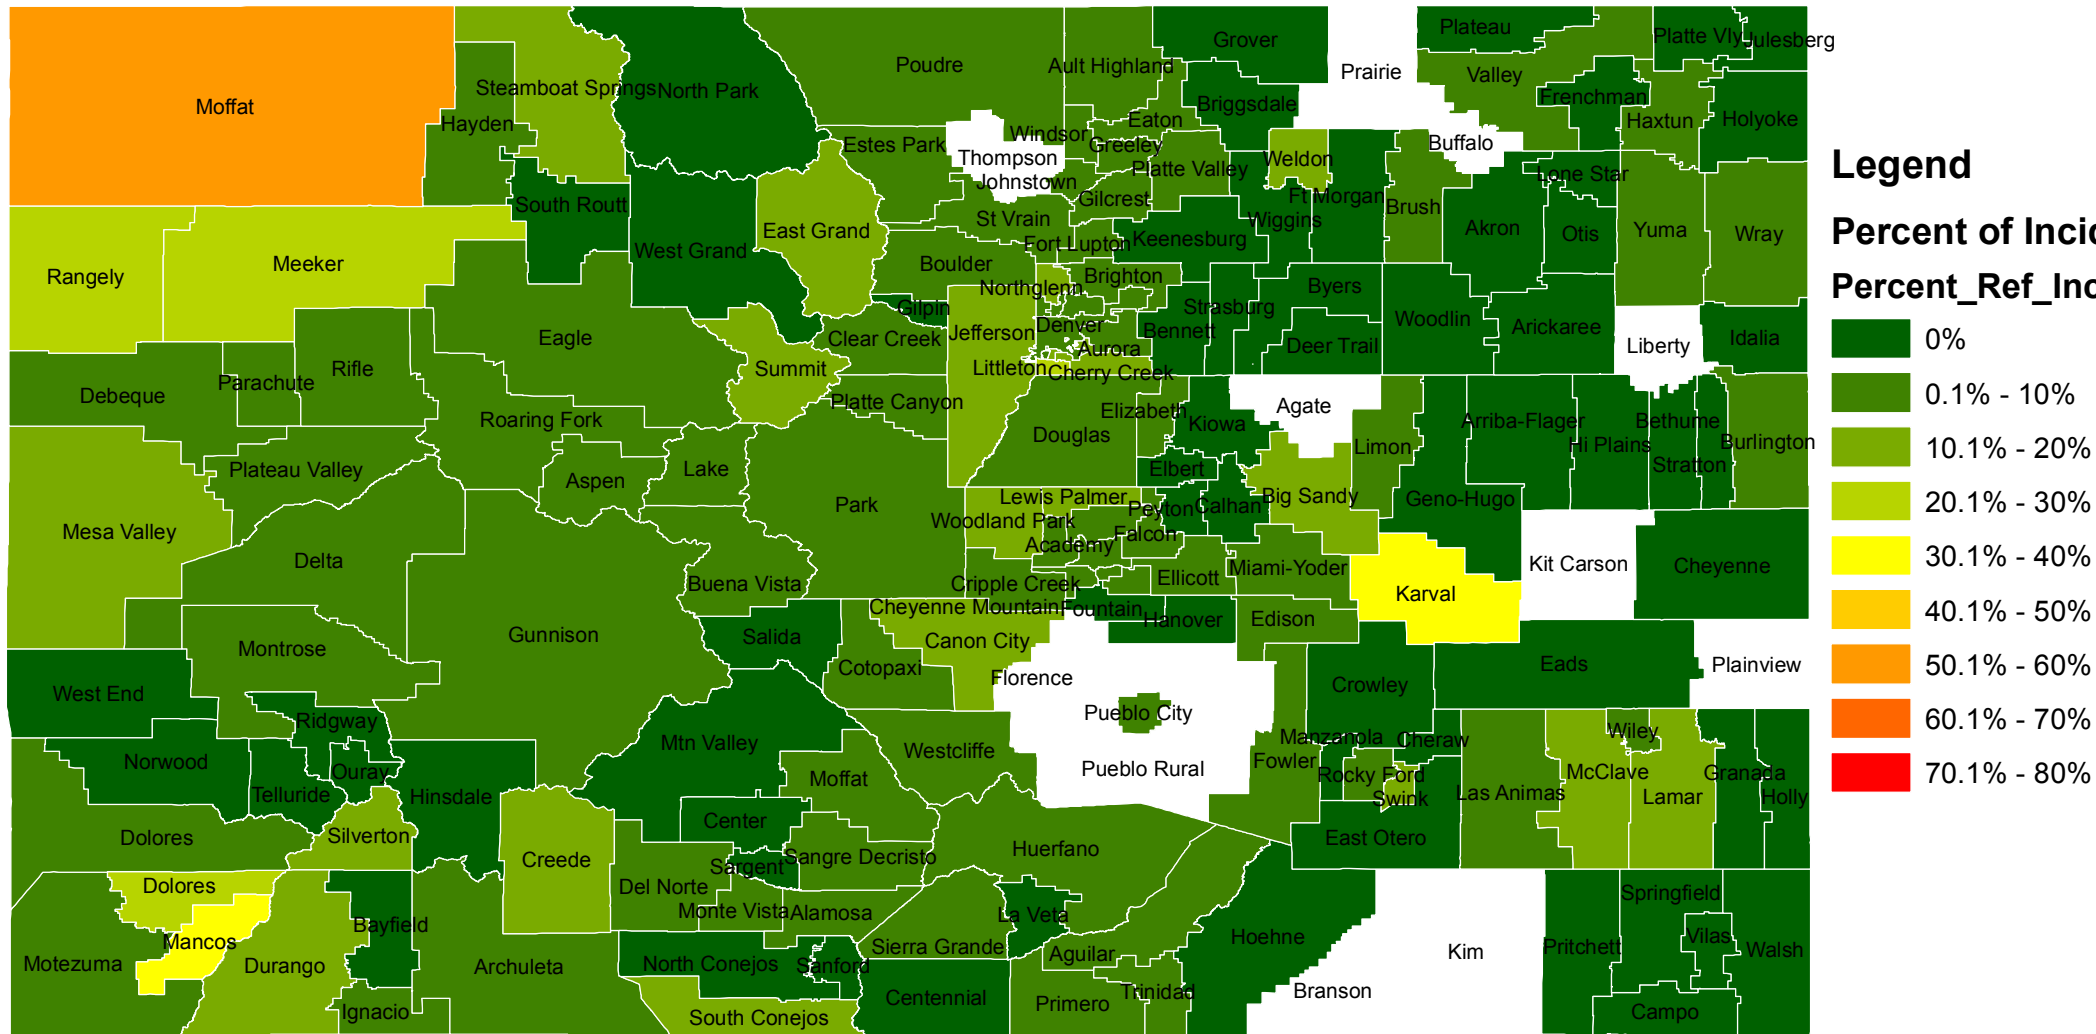 Plateau
Platte Vly
Julesberg
Grover
Poudre
Ault Highland
Prairie
Valley
Steamboat Springs
North Park
Moffat
Hayden
Briggsdale
Frenchman
Haxtun
Holyoke
Eaton
Windsor
Greeley
Estes Park
Thompson
Buffalo
Weldon
Platte Valley
Lone Star
Johnstown
Gilcrest
Ft Morgan
Brush
South Routt
St Vrain
Wiggins
Akron
Otis
Yuma
Wray
East Grand
West Grand
Fort Lupton
Keenesburg
Meeker
Rangely
Boulder
Brighton
Northglenn
Byers
Gilpin
Strasburg
Woodlin
Arickaree
Idalia
Eagle
Clear Creek
Jefferson
Denver
Bennett
Aurora
Deer Trail
Liberty
Summit
Littleton
Cherry Creek
Rifle
Parachute
Debeque
Platte Canyon
Elizabeth
Agate
Roaring Fork
Douglas
Kiowa
Arriba-Flager
Bethume
Hi Plains
Burlington
Limon
Plateau Valley
Lake
Aspen
Elbert
Stratton
Lewis Palmer
Big Sandy
Geno-Hugo
Park
Peyton
Calhan
Woodland Park
Mesa Valley
Falcon
Academy
Delta
Buena Vista
Cripple Creek
Ellicott
Miami-Yoder
Kit Carson
Cheyenne
Karval
Cheyenne Mountain
Fountain
Hanover
Edison
Gunnison
Salida
Canon City
Montrose
Cotopaxi
Florence
Eads
Plainview
West End
Crowley
Pueblo City
Ridgway
Mtn Valley
Westcliffe
Manzanola
Cheraw
Wiley
Norwood
Ouray
Moffat
Pueblo Rural
Fowler
Rocky Ford
McClave
Granada
Telluride
Hinsdale
Swink
Las Animas
Lamar
Holly
Dolores
Silverton
Center
East Otero
Creede
Sargent
Sangre Decristo
Huerfano
Dolores
Del Norte
Monte Vista
Alamosa
La Veta
Springfield
Bayfield
Mancos
Sierra Grande
Aguilar
Hoehne
Kim
Pritchett
Vilas
Walsh
Motezuma
Durango
Archuleta
North Conejos
Sanford
Centennial
Primero
Trinidad
Branson
Ignacio
South Conejos
Campo
Legend
Percent of Incid
Percent_Ref_Inc
0%
0.1% - 10%
10.1% - 20%
20.1% - 30%
30.1% - 40%
40.1% - 50%
50.1% - 60%
60.1% - 70%
70.1% - 80%